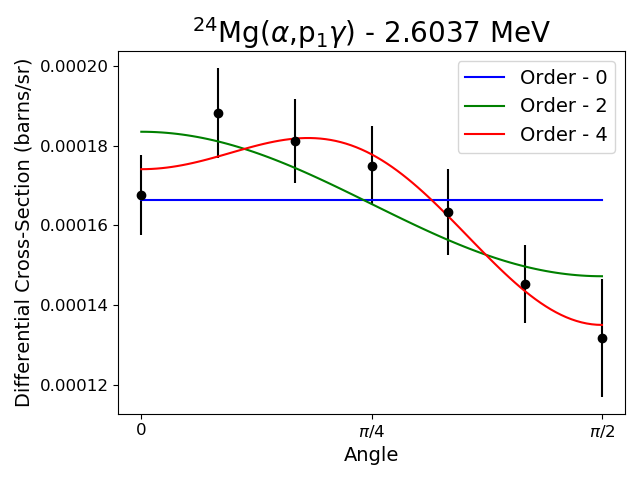 ²⁴Mg(α,p₁γ) - 2.6037 MeV
Differential Cross-Section (barns/sr)
0.00020
0.00018
0.00016
0.00014
0.00012
Order - 0
Order - 2
Order - 4
0
π/4
π/2
Angle